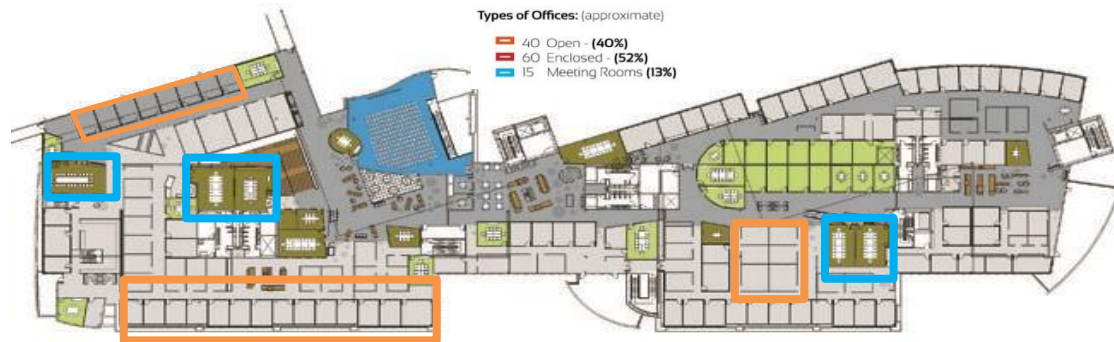 Types of Offices: (approximate)
40 Open - (40%)
60 Enclosed - (52%)
15 Meeting Rooms (13%)